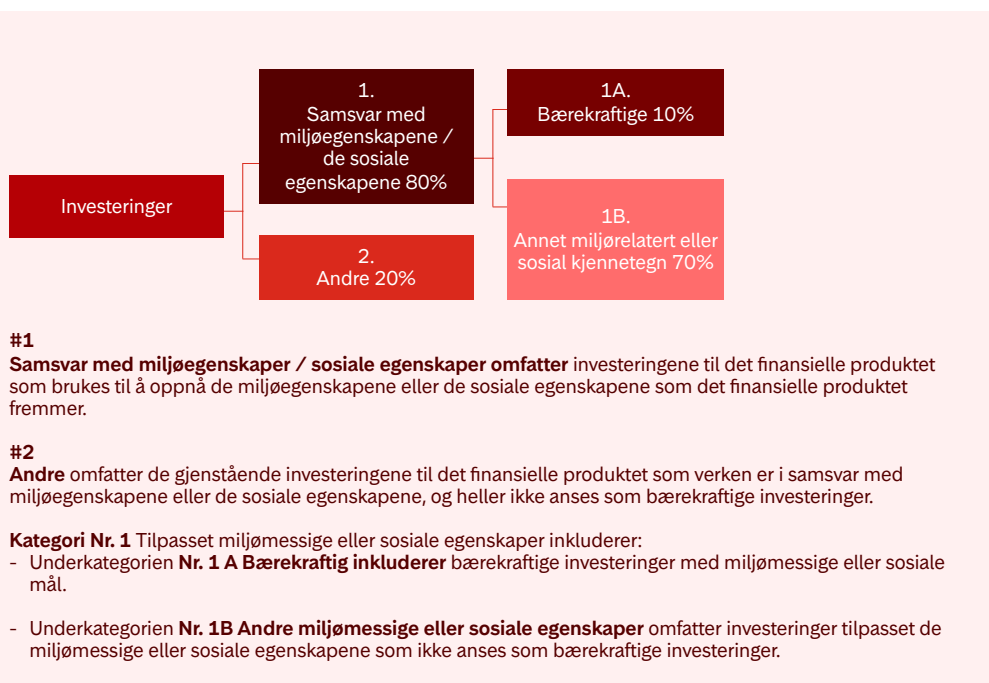 Investeringer
1.
Samsvar med
miljøegenskapene /
de sosiale
egenskapene 80%
2.
Andre 20%
1A.
Bærekraftige 10%
1B.
Annet miljørelatert eller
sosial kjennetegn 70%
#1
Samsvar med miljøegenskaper / sosiale egenskaper omfatter investeringene til det finansielle produktet
som brukes til å oppnå de miljøegenskapene eller de sosiale egenskapene som det finansielle produktet
fremmer.
#2
Andre omfatter de gjenstående investeringene til det finansielle produktet som verken er i samsvar med
miljøegenskapene eller de sosiale egenskapene, og heller ikke anses som bærekraftige investeringer.
Kategori Nr. 1 Tilpasset miljømessige eller sosiale egenskaper inkluderer:
- Underkategorien Nr. 1 A Bærekraftig inkluderer bærekraftige investeringer med miljømessige eller sosiale
mål.
- Underkategorien Nr. 1B Andre miljømessige eller sosiale egenskaper omfatter investeringer tilpasset de
miljømessige eller sosiale egenskapene som ikke anses som bærekraftige investeringer.